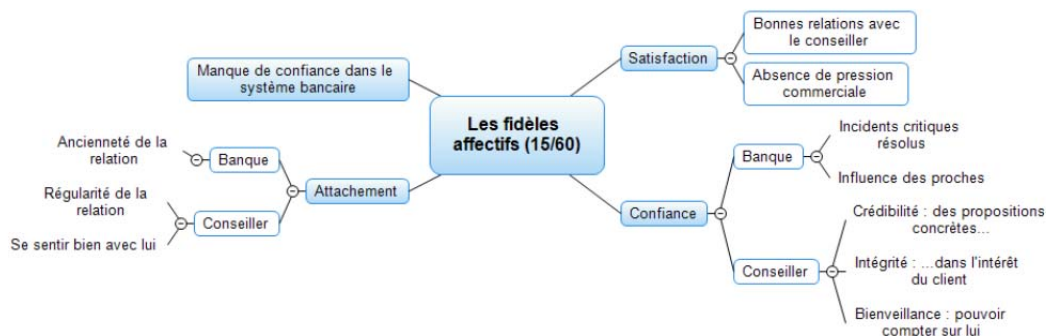 Les fidèles
affectifs (15/60)
Manque de confiance dans le
système bancaire
Attachement
Banque
Ancienneté de la
relation
Conseiller
Régularité de la
relation
Se sentir bien avec lui
Satisfaction
Bonnes relations avec
le conseiller
Absence de pression
commerciale
Confiance
Banque
Incidents critiques
résolus
Influence des proches
Conseiller
Crédibilité : des propositions
concrètes...
Intégrité : ...dans l'intérêt
du client
Bienveillance : pouvoir
compter sur lui